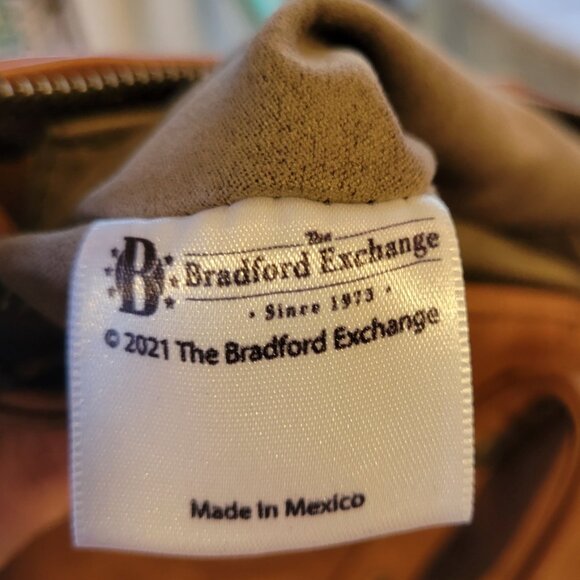 B
The
Bradford Exchange
• Since 1973 •
© 2021 The Bradford Exchange
Made in Mexico